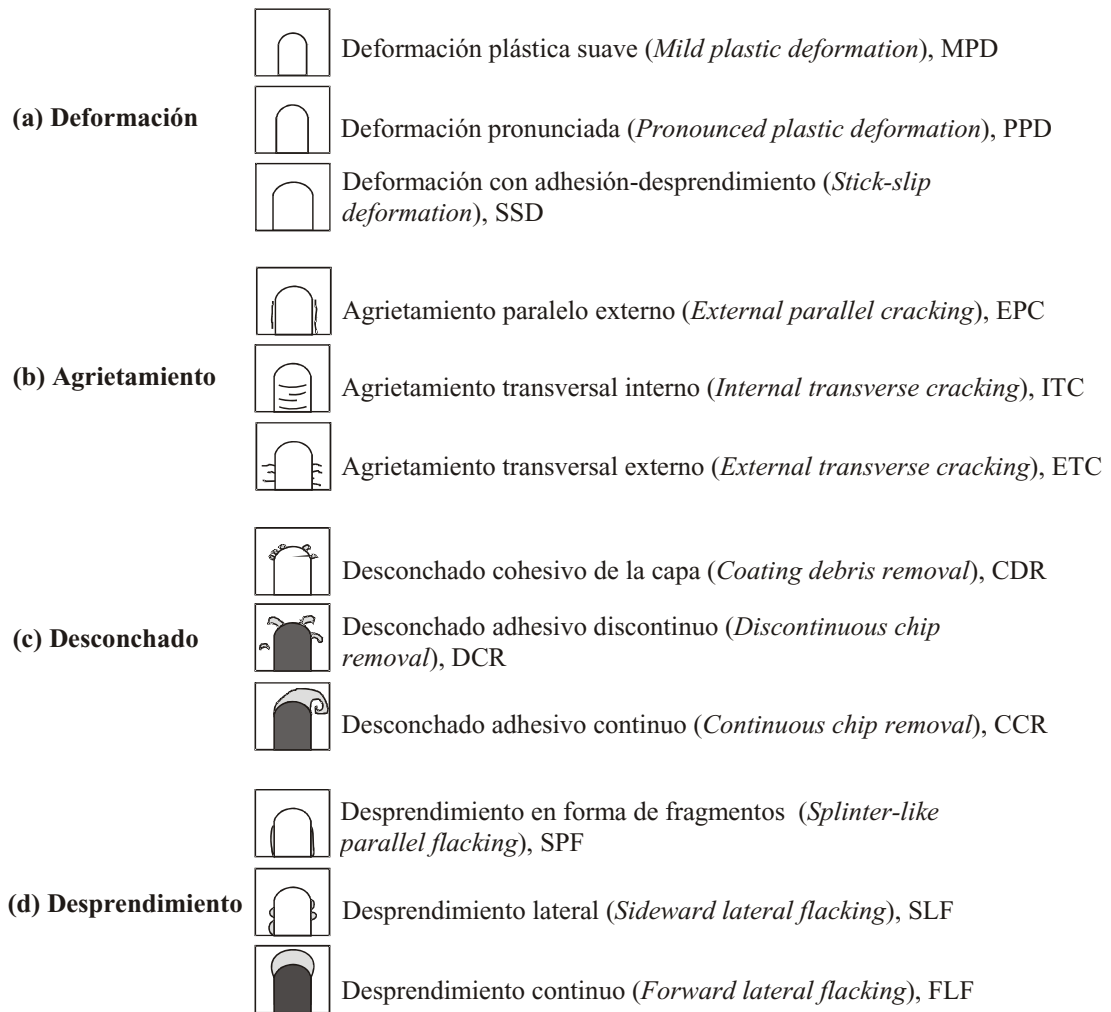 Deformación plástica suave (Mild plastic deformation), MPD
(a) Deformación
Deformación pronunciada (Pronounced plastic deformation), PPD
Deformación con adhesión-desprendimiento (Stick-slip
deformation), SSD
Agrietamiento paralelo externo (External parallel cracking), EPC
(b) Agrietamiento
Agrietamiento transversal interno (Internal transverse cracking), ITC
Agrietamiento transversal externo (External transverse cracking), ETC
Desconchado cohesivo de la capa (Coating debris removal), CDR
(c) Desconchado
Desconchado adhesivo discontinuo (Discontinuous chip
removal), DCR
Desconchado adhesivo continuo (Continuous chip removal), CCR
Desprendimiento en forma de fragmentos (Splinter-like
parallel flacking), SPF
(d) Desprendimiento
Desprendimiento lateral (Sideward lateral flacking), SLF
Desprendimiento continuo (Forward lateral flacking), FLF